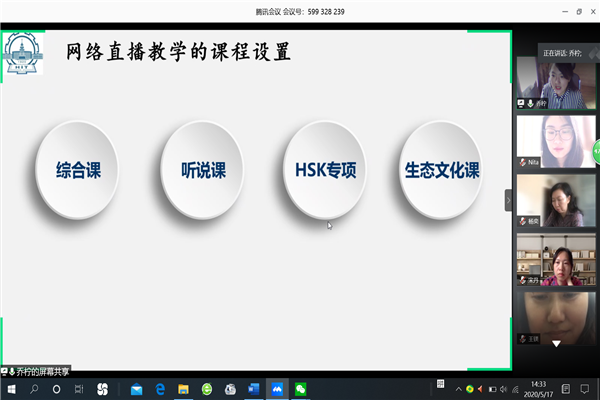 腾讯会议 会议号: 599 328 239
网络直播教学的课程设置
HIT
综合课
听说课
HSK专项
生态文化课
正在讲话: 乔柠;
乔柠
Nita
杨奕
宋丹
乔柠的屏幕共享
14:33
2020/5/17